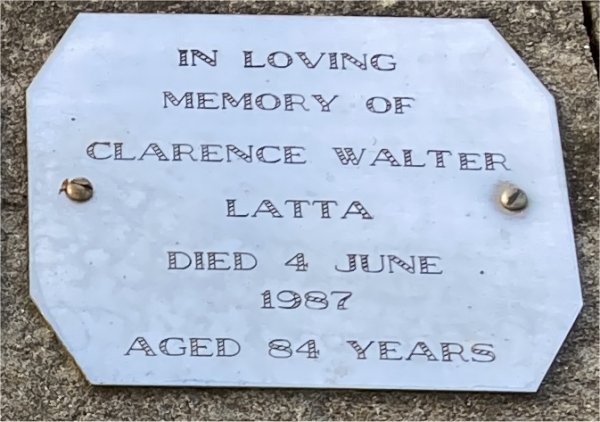 IN LOVING
MEMORY OF
CLARENCE WALTER
LATTA
DIED 4 JUNE
1987
AGED 84 YEARS